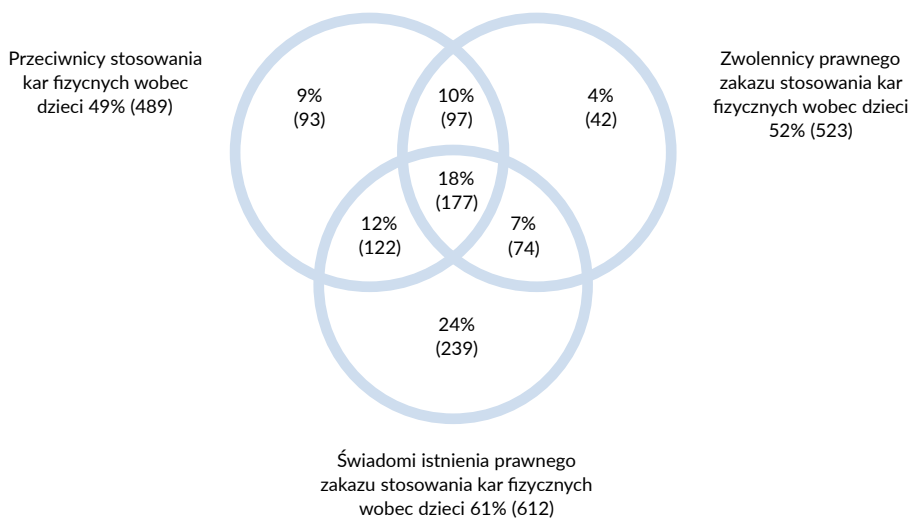 Przeciwnicy stosowania
kar fizycnych wobec
dzieci 49% (489)
Zwolennicy prawnego
zakazu stosowania kar
fizycznych wobec dzieci
52% (523)
9%
(93)
10%
(97)
4%
(42)
18%
(177)
12%
(122)
7%
(74)
24%
(239)
Świadomi istnienia prawnego
zakazu stosowania kar fizycznych
wobec dzieci 61% (612)